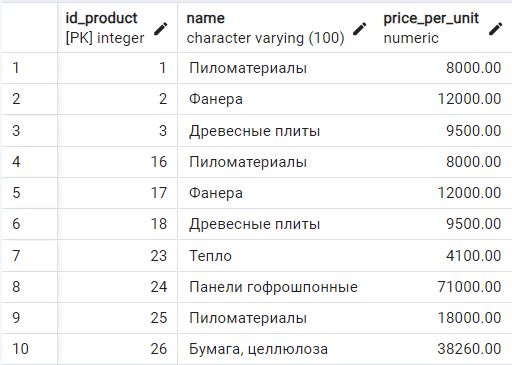 id_product name price_per_unit
[PK] integer character varying (100) numeric
1 1 Пиломатериалы 8000.00
2 2 Фанера 12000.00
3 3 Древесные плиты 9500.00
4 16 Пиломатериалы 8000.00
5 17 Фанера 12000.00
6 18 Древесные плиты 9500.00
7 23 Тепло 4100.00
8 24 Панели гофрошпонные 71000.00
9 25 Пиломатериалы 18000.00
10 26 Бумага, целлюлоза 38260.00